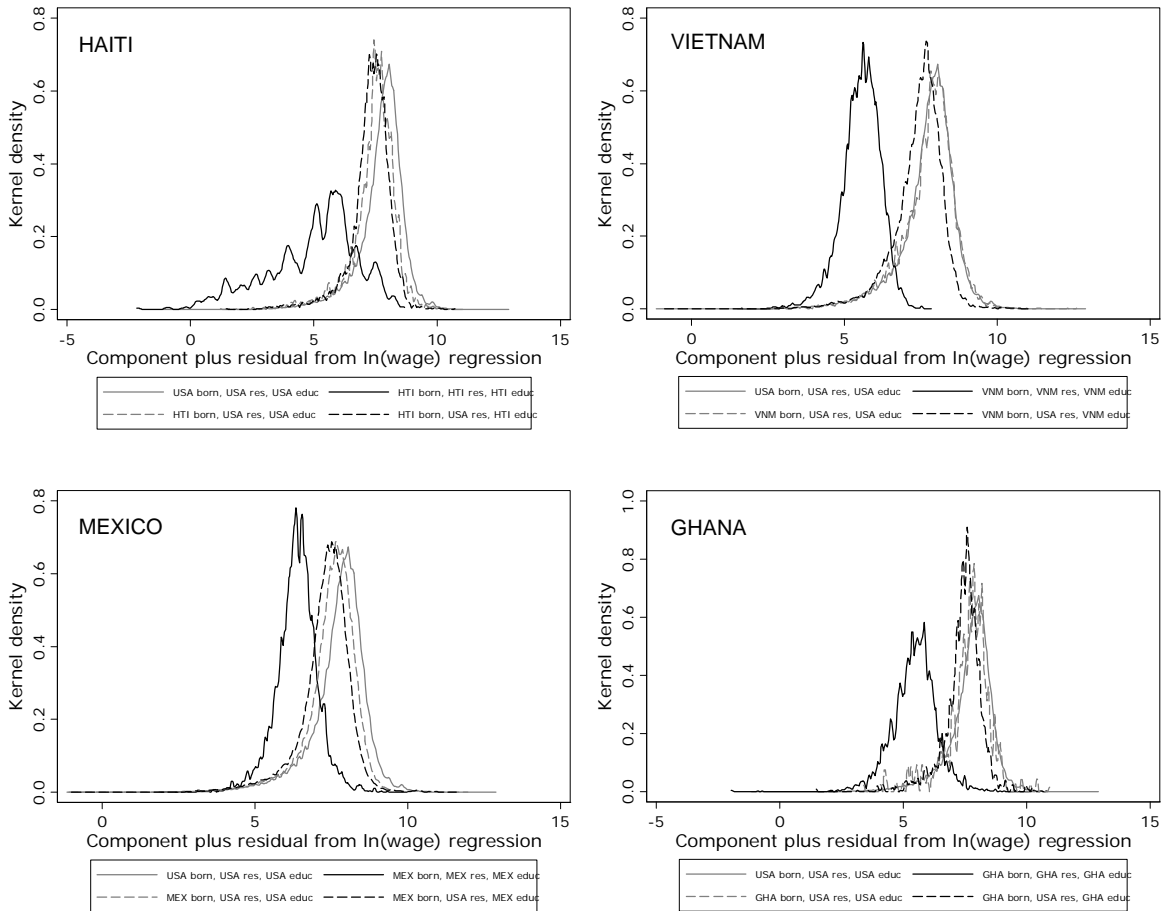 HAITI
Kernel density
0.0 0.2 0.4 0.6 0.8
-5 0 5 10 15
Component plus residual from ln(wage) regression
USA born, USA res, USA educ HTI born, HTI res, HTI educ
HTI born, USA res, USA educ HTI born, USA res, HTI educ
VIETNAM
Kernel density
0.0 0.2 0.4 0.6 0.8
0 5 10 15
Component plus residual from ln(wage) regression
USA born, USA res, USA educ VNM born, VNM res, VNM educ
VNM born, USA res, USA educ VNM born, USA res, VNM educ
MEXICO
Kernel density
0.0 0.2 0.4 0.6 0.8
0 5 10 15
Component plus residual from ln(wage) regression
USA born, USA res, USA educ MEX born, MEX res, MEX educ
MEX born, USA res, USA educ MEX born, USA res, MEX educ
GHANA
Kernel density
0.0 0.2 0.4 0.6 0.8 1.0
-5 0 5 10 15
Component plus residual from ln(wage) regression
USA born, USA res, USA educ GHA born, GHA res, GHA educ
GHA born, USA res, USA educ GHA born, USA res, GHA educ